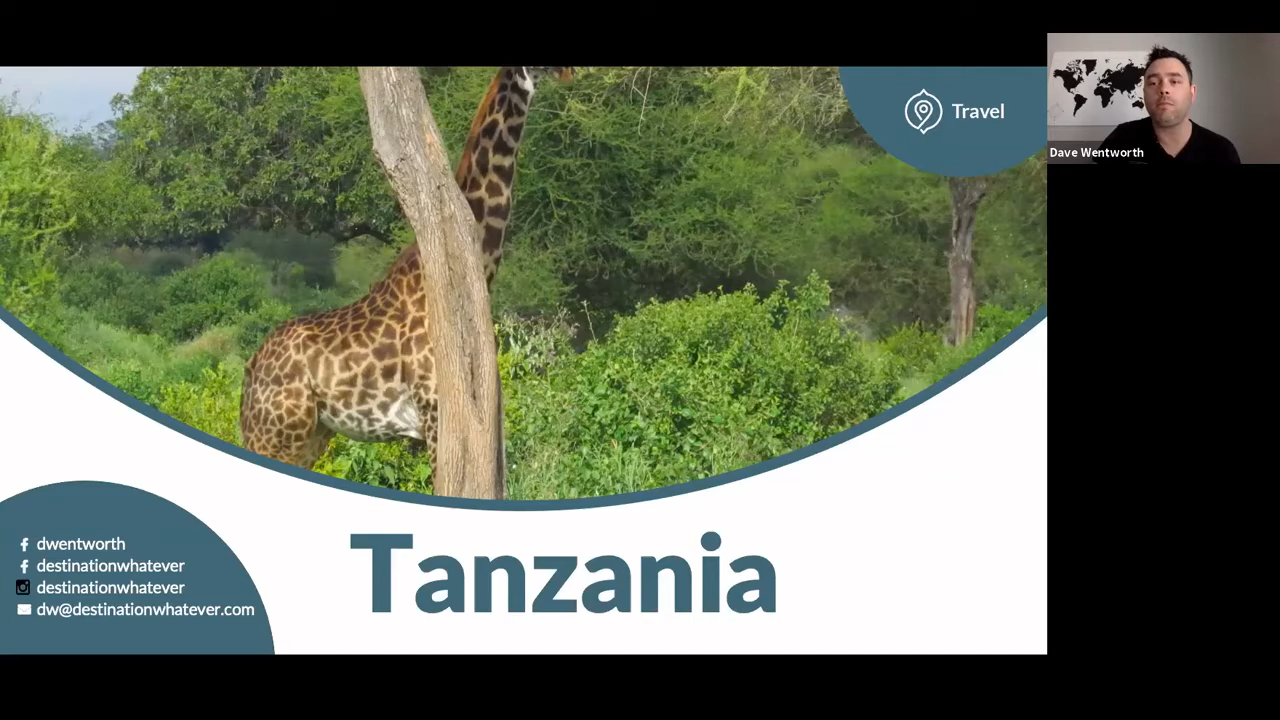 Travel
Dave Wentworth
dwentworth
destinationwhatever
destinationwhatever
dw@destinationwhatever.com
Tanzania